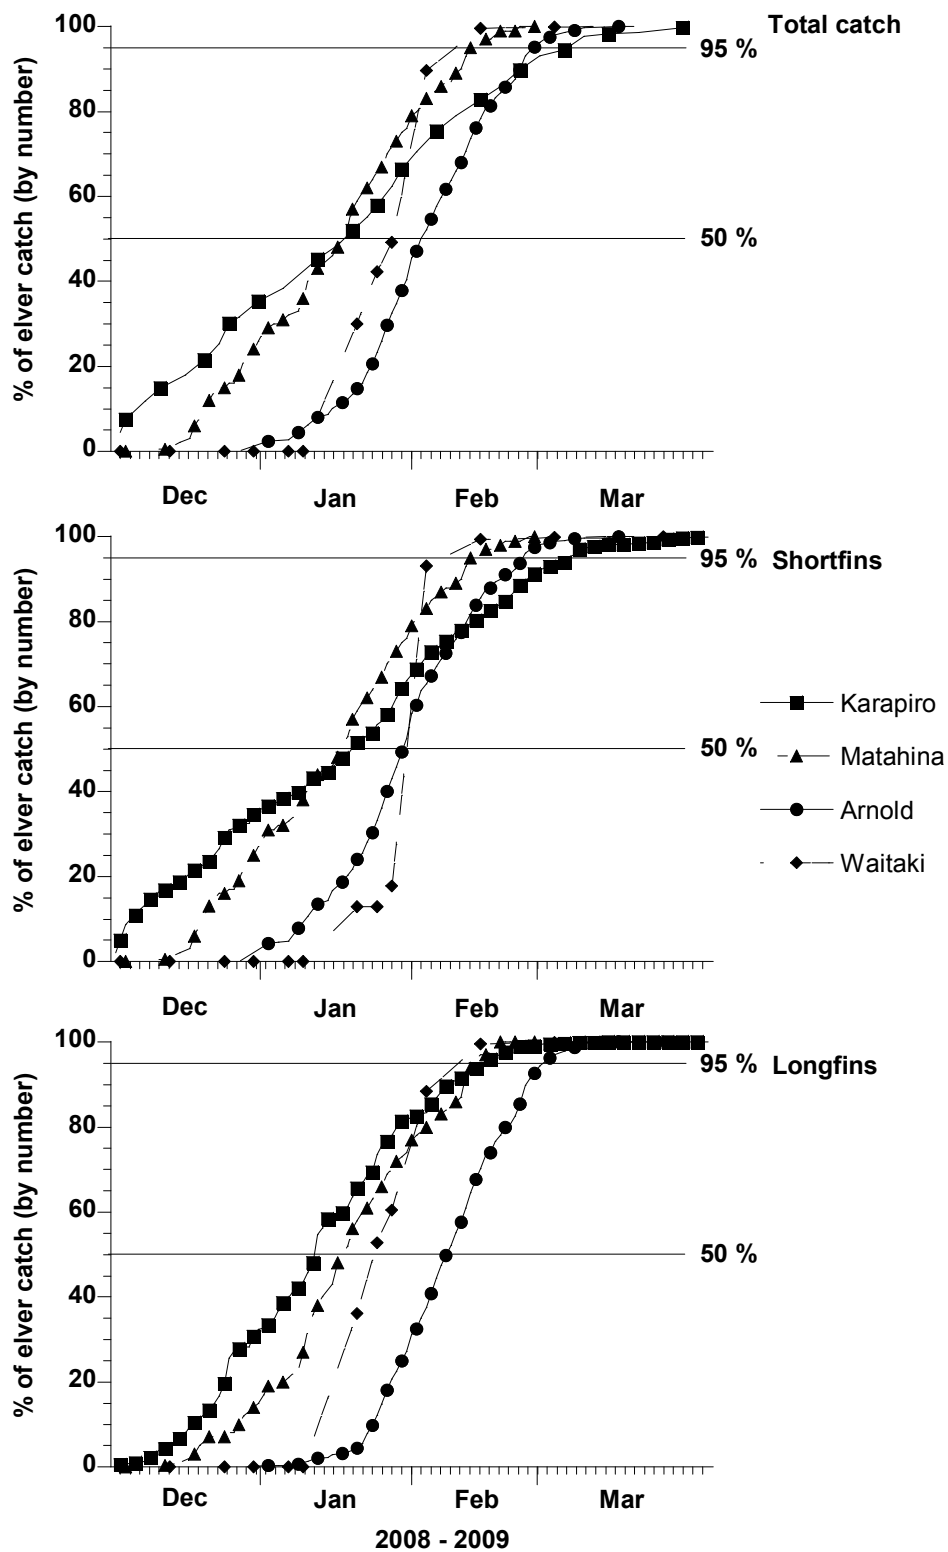 Total catch
% of elver catch (by number)
100
80
60
40
20
0
95 %
50 %
Dec Jan Feb Mar
Shortfins
% of elver catch (by number)
100
80
60
40
20
0
95 %
50 %
Dec Jan Feb Mar
Karapiro
Matahina
Arnold
Waitaki
Longfins
% of elver catch (by number)
100
80
60
40
20
0
95 %
50 %
Dec Jan Feb Mar
2008 - 2009